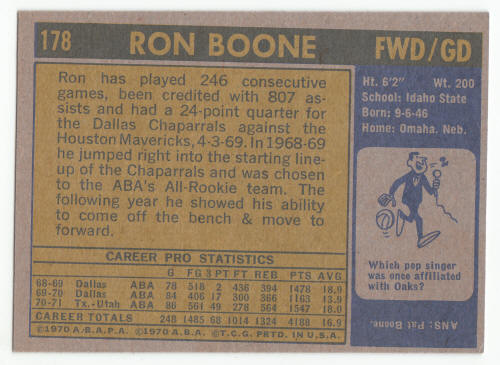 178
RON BOONE
FWD/GD
Ron has played 246 consecutive
games, been credited with 807 as-
sists and had a 24-point quarter for
the Dallas Chaparrals against the
Houston Mavericks, 4-3-69. In 1968-69
he jumped right into the starting line-
up of the Chaparrals and was chosen
to the ABA's All-Rookie team. The
following year he showed his ability
to come off the bench & move to
forward.
Ht. 6'2" Wt. 200
School: Idaho State
Born: 9-6-46
Home: Omaha, Neb.
Which pop singer
was once affiliated
with Oaks?
ANS: Pat Boone.
CAREER PRO STATISTICS
G FG 3PT FT REB PTS AVG
68-69 Dallas ABA 78 518 2 436 394 1478 18.9
69-70 Dallas ABA 84 406 17 300 366 1163 13.9
70-71 Tx.-Utah ABA 86 561 49 278 564 1547 18.0
CAREER TOTALS 248 1485 68 1014 1324 4188 16.9
©1970 A.B.A.P.A. ©1970 A.B.A. ©T.C.G. PRTD. IN U.S.A.